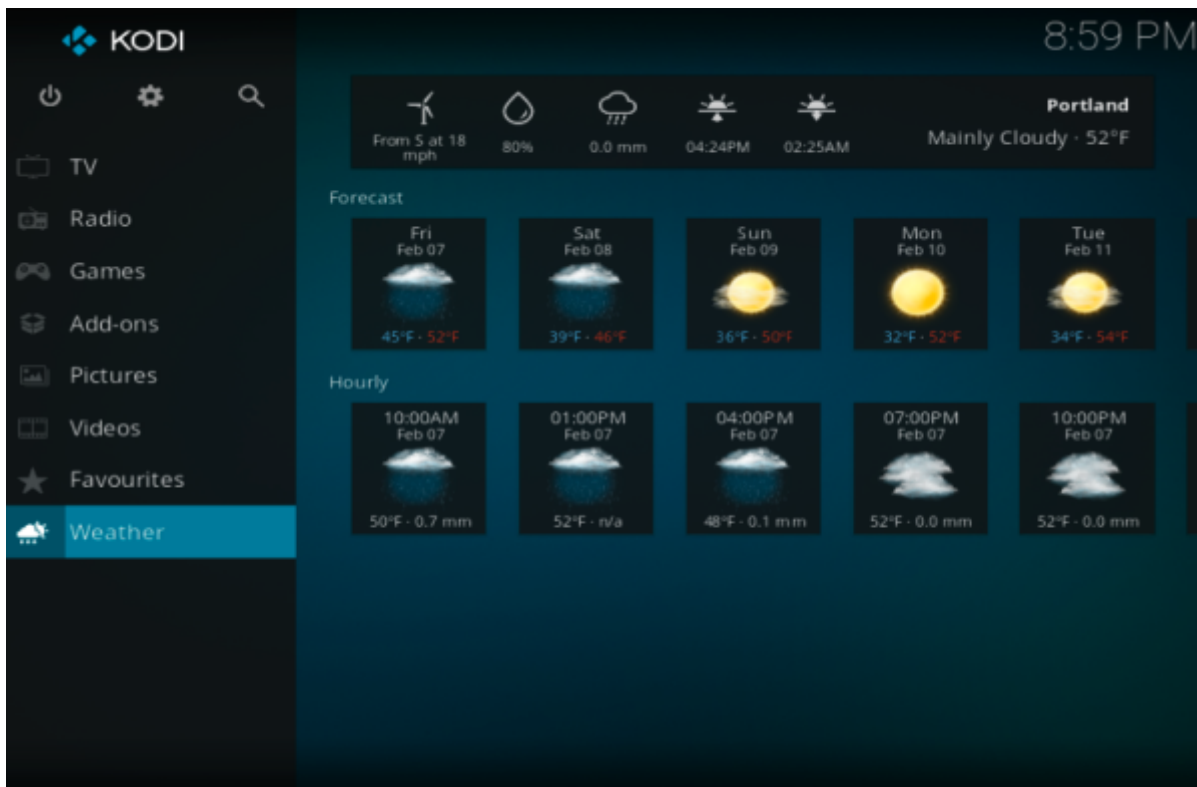 KODI
8:59 PM
TV
Radio
Games
Add-ons
Pictures
Videos
Favourites
Weather
From S at 18
mph
80%
0.0 mm
04:24PM
02:25AM
Portland
Mainly Cloudy · 52°F
Forecast
Fri
Feb 07
45°F · 52°F
Sat
Feb 08
39°F · 46°F
Sun
Feb 09
36°F · 50°F
Mon
Feb 10
32°F · 52°F
Tue
Feb 11
34°F · 54°F
Hourly
10:00AM
Feb 07
50°F · 0.7 mm
01:00PM
Feb 07
52°F · n/a
04:00PM
Feb 07
48°F · 0.1 mm
07:00PM
Feb 07
52°F · 0.0 mm
10:00PM
Feb 07
52°F · 0.0 mm